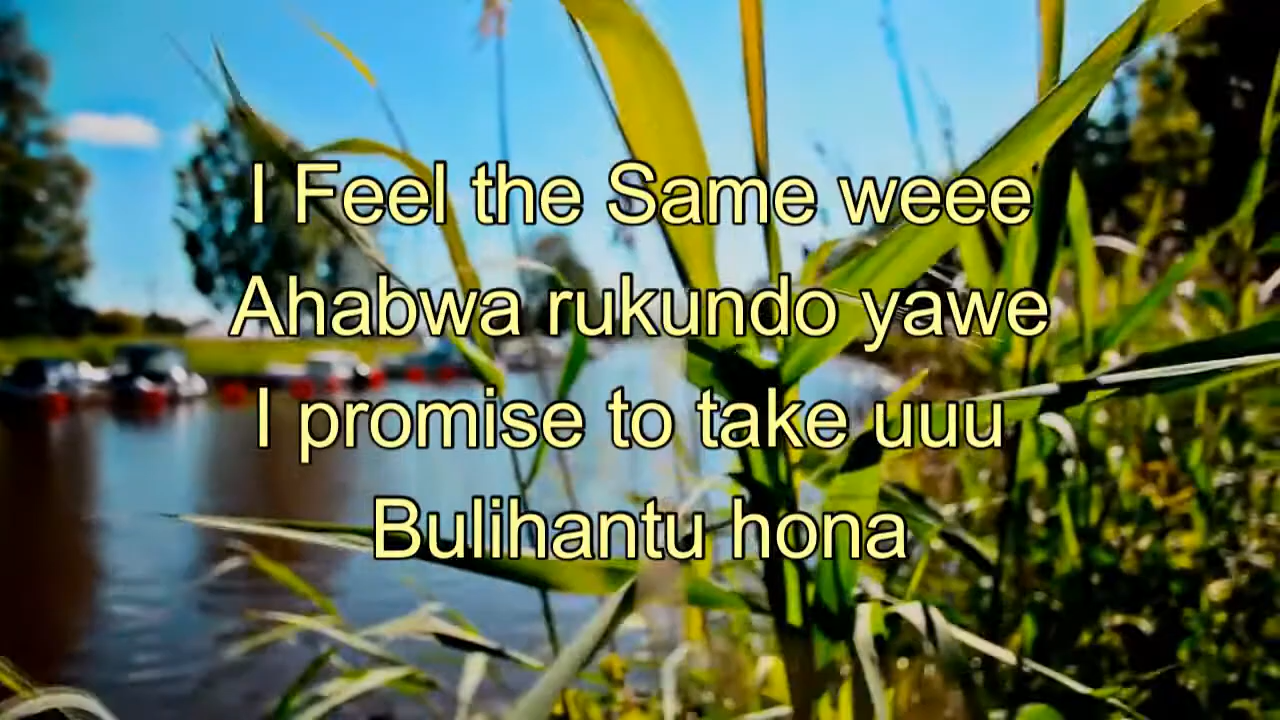 I Feel the Same weee
Ahabwa rukundo yawe
I promise to take uuu
Bulihantu hona